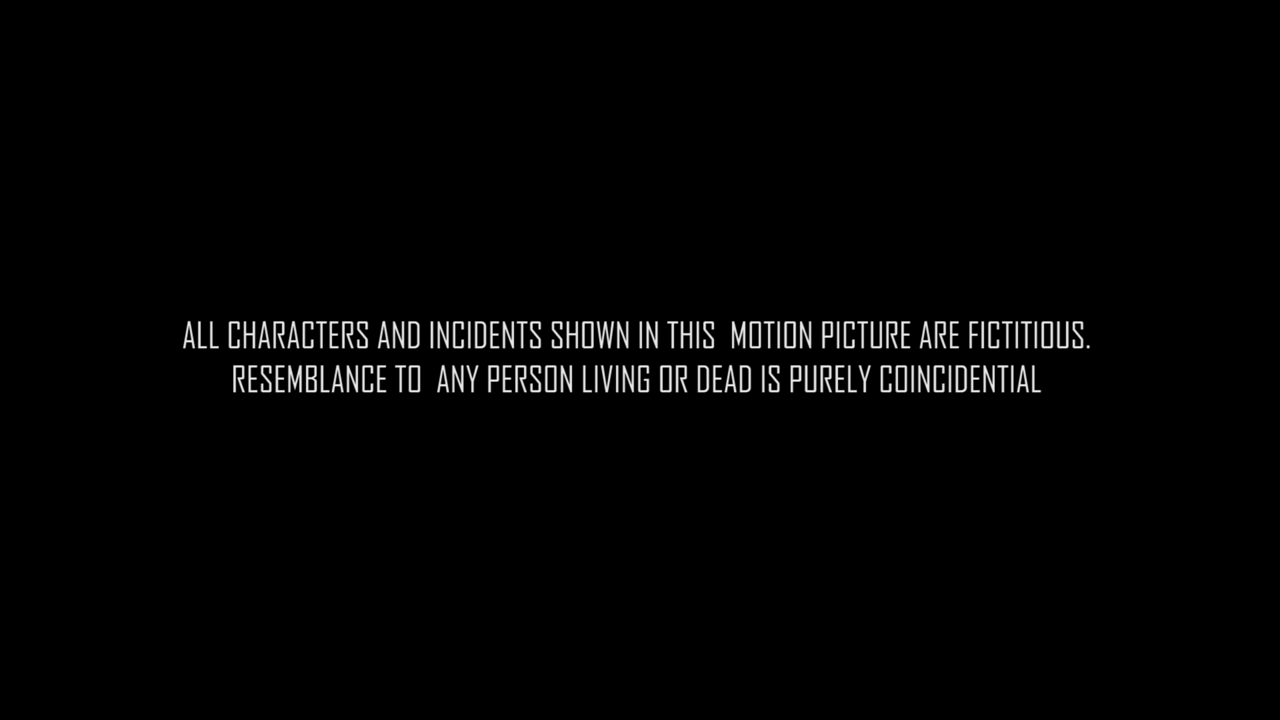 ALL CHARACTERS AND INCIDENTS SHOWN IN THIS  MOTION PICTURE ARE FICTITIOUS.
RESEMBLANCE TO  ANY PERSON LIVING OR DEAD IS PURELY COINCIDENTIAL